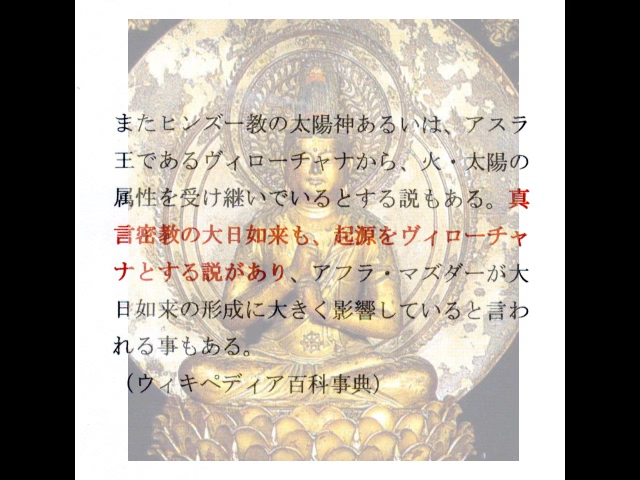 またヒンズー教の太陽神あるいは、アスラ
王であるヴィローチャナから、火・太陽の
属性を受け継いでいるとする説もある。真
言密教の大日如来も、起源をヴィローチャ
ナとする説があり、アフラ・マズダーが大
日如来の形成に大きく影響していると言わ
れる事もある。
（ウィキペディア百科事典）